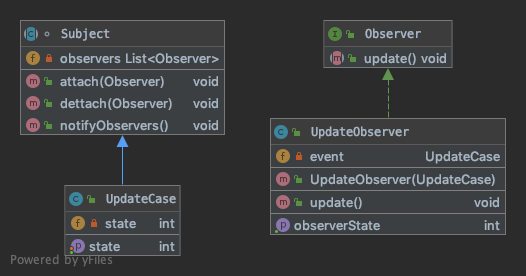 Subject
observers List<Observer>
attach(Observer) void
dettach(Observer) void
notifyObservers() void
UpdateCase
state int
state int
Observer
update() void
UpdateObserver
event UpdateCase
UpdateObserver(UpdateCase)
update() void
observerState int
Powered by yFiles